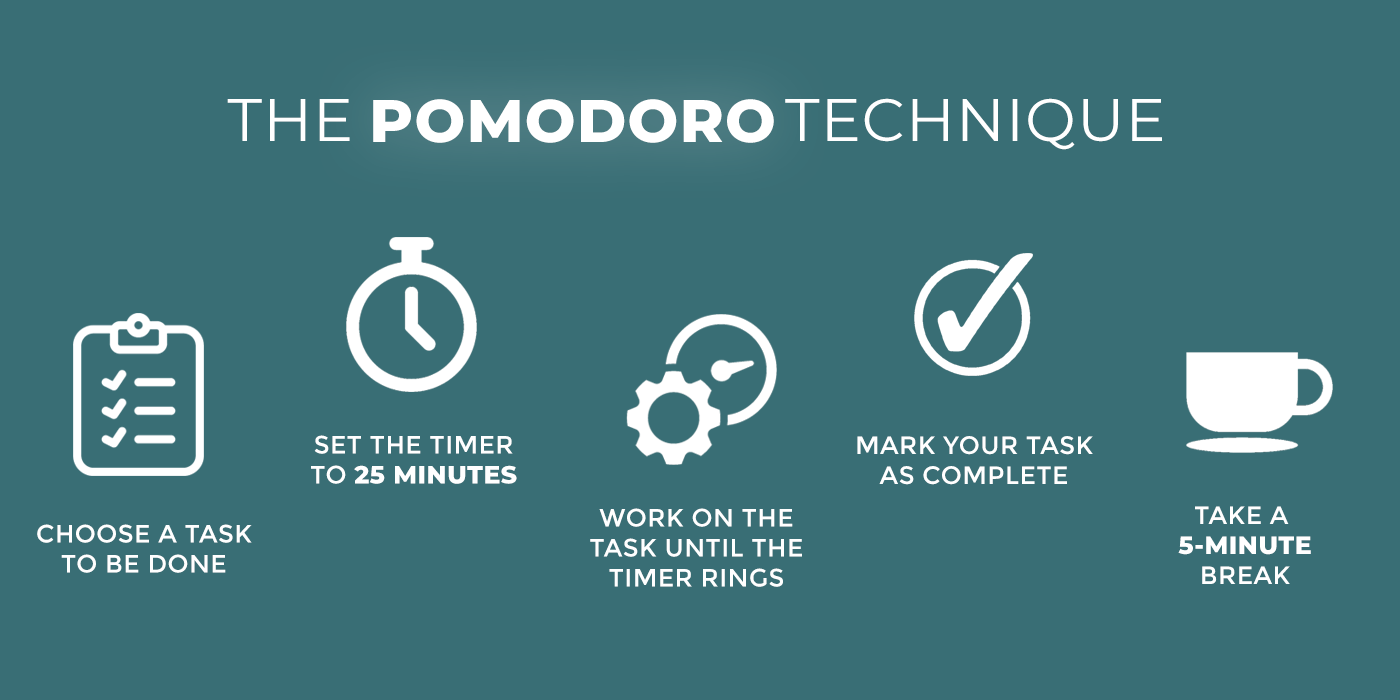 THE POMODORO TECHNIQUE
CHOOSE A TASK
TO BE DONE
SET THE TIMER
TO 25 MINUTES
WORK ON THE
TASK UNTIL THE
TIMER RINGS
MARK YOUR TASK
AS COMPLETE
TAKE A
5-MINUTE
BREAK